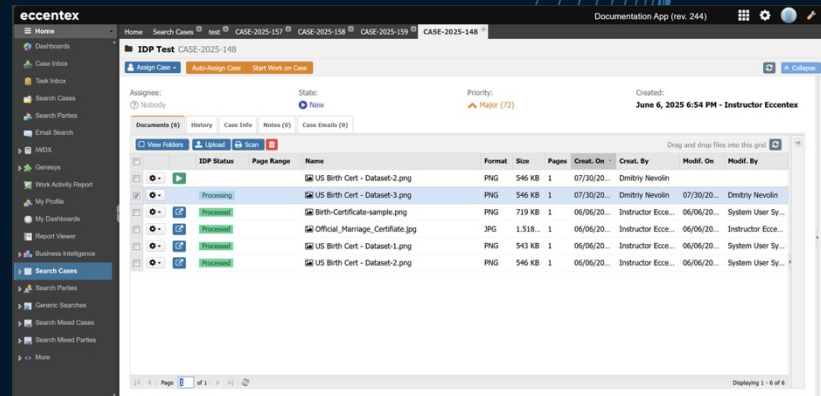 eccentex
Documentation App (rev. 244)
Home
Dashboards
Case Inbox
Task Inbox
Search Cases
Search Parties
Email Search
IWDX
Genesys
Work Activity Report
My Profile
My Dashboards
Report Viewer
Business Intelligence
Search Cases
Search Parties
Generic Searches
Search Mixed Cases
Search Mixed Parties
More
Home Search Cases test CASE-2025-157 CASE-2025-158 CASE-2025-159 CASE-2025-148
IDP Test CASE-2025-148
Assign Case Auto-Assign Case Start Work on Case Collapse
Assignee: State: Priority: Created:
Nobody New Major (72) June 6, 2025 6:54 PM - Instructor Eccentex
Documents (6) History Case Info Notes (0) Case Emails (0)
View Folders Upload Scan Drag and drop files into this grid
IDP Status Page Range Name Format Size Pages Creat. On Creat. By Modif. On Modif. By
US Birth Cert - Dataset-2.png PNG 546 KB 1 07/30/20... Dmitriy Nevolin
Processing US Birth Cert - Dataset-3.png PNG 546 KB 1 07/30/20... Dmitriy Nevolin 07/30/20... Dmitriy Nevolin
Processed Birth-Certificate-sample.png PNG 719 KB 1 06/06/20... Instructor Ecce... 06/06/20... System User Sy...
Processed Official_Marriage_Certifiate.jpg JPG 1.518... 1 06/06/20... Instructor Ecce... 06/06/20... Instructor Ecce...
Processed US Birth Cert - Dataset-1.png PNG 543 KB 1 06/06/20... Instructor Ecce... 06/06/20... System User Sy...
Processed US Birth Cert - Dataset-2.png PNG 546 KB 1 06/06/20... Instructor Ecce... 06/06/20... System User Sy...
Page 1 of 1 Displaying 1 - 6 of 6